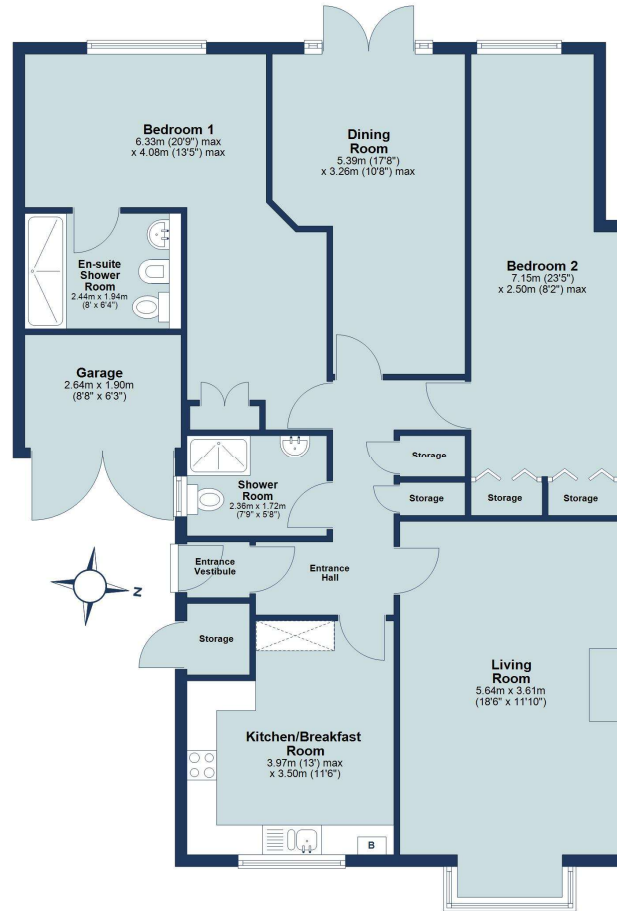 Bedroom 1
6.33m (20'9") max
x 4.08m (13'5") max
Dining
Room
5.39m (17'8")
x 3.26m (10'8") max
Bedroom 2
7.15m (23'5")
x 2.50m (8'2") max
En-suite
Shower
Room
2.44m x 1.94m
(8' x 6'4")
Garage
2.64m x 1.90m
(8'8" x 6'3")
Storage
Shower
Room
2.36m x 1.72m
(7'9" x 5'8")
Storage
Storage
Storage
Entrance
Vestibule
Entrance
Hall
N
Storage
Living
Room
5.64m x 3.61m
(18'6" x 11'10")
Kitchen/Breakfast
Room
3.97m (13') max
x 3.50m (11'6")
B